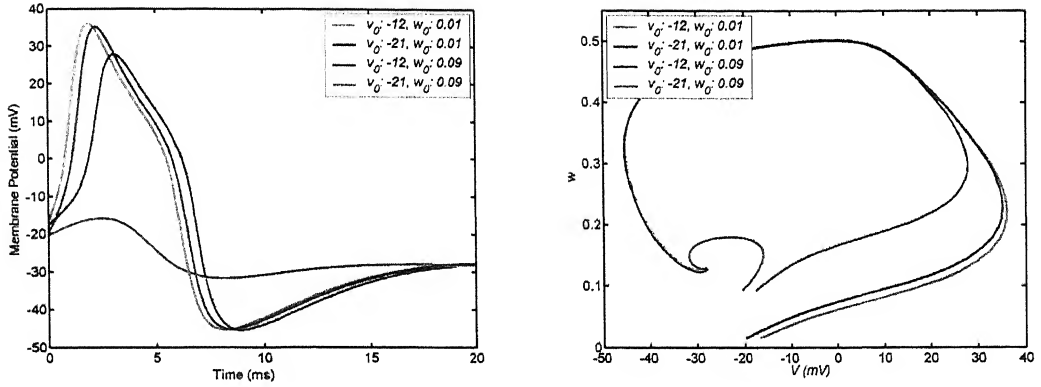 40
30
20
10
0
-10
-20
-30
-40
-50
Membrane Potential (mV)
0
5
10
15
20
Time (ms)
v0: -12, w0: 0.01
v0: -21, w0: 0.01
v0: -12, w0: 0.09
v0: -21, w0: 0.09
0.5
0.4
0.3
0.2
0.1
0
w
-50
-40
-30
-20
-10
0
10
20
30
40
V (mV)
v0: -12, w0: 0.01
v0: -21, w0: 0.01
v0: -12, w0: 0.09
v0: -21, w0: 0.09